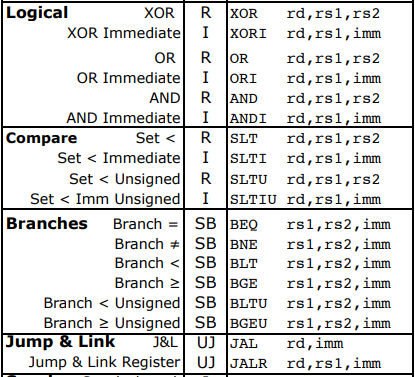 Logical XOR R XOR rd,rs1,rs2
XOR Immediate I XORI rd,rs1,imm
OR R OR rd,rs1,rs2
OR Immediate I ORI rd,rs1,imm
AND R AND rd,rs1,rs2
AND Immediate I ANDI rd,rs1,imm
Compare Set < R SLT rd,rs1,rs2
Set < Immediate I SLTI rd,rs1,imm
Set < Unsigned R SLTU rd,rs1,rs2
Set < Imm Unsigned I SLTIU rd,rs1,imm
Branches Branch = SB BEQ rs1,rs2,imm
Branch ≠ SB BNE rs1,rs2,imm
Branch < SB BLT rs1,rs2,imm
Branch ≥ SB BGE rs1,rs2,imm
Branch < Unsigned SB BLTU rs1,rs2,imm
Branch ≥ Unsigned SB BGEU rs1,rs2,imm
Jump & Link J&L UJ JAL rd,imm
Jump & Link Register UJ JALR rd,rs1,imm